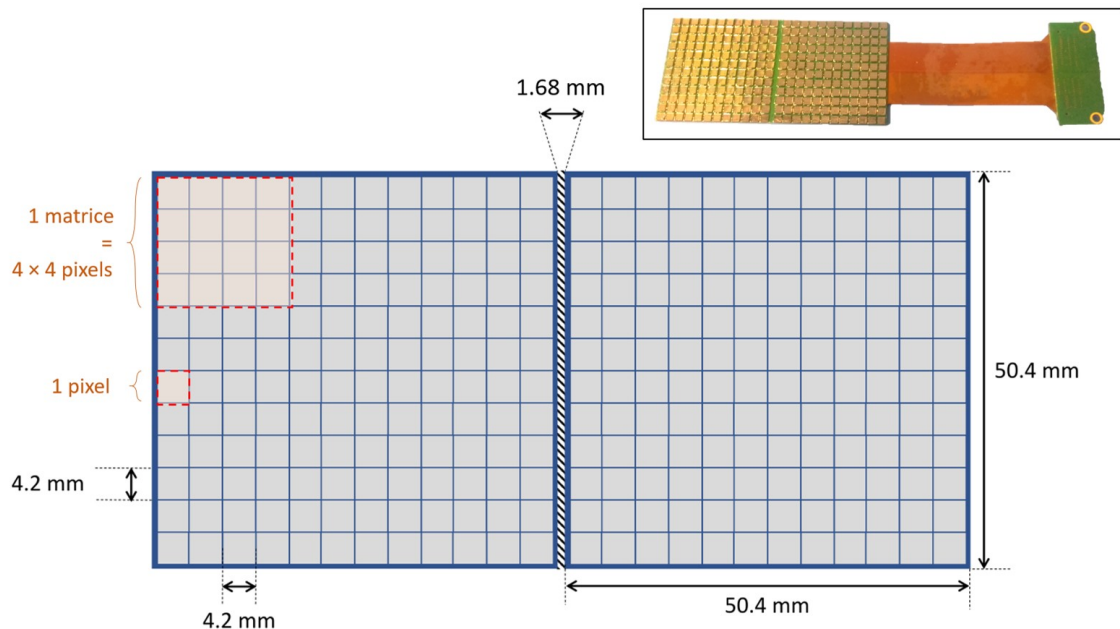 1.68 mm
1 matrice
=
4 × 4 pixels
1 pixel
50.4 mm
4.2 mm
4.2 mm
50.4 mm